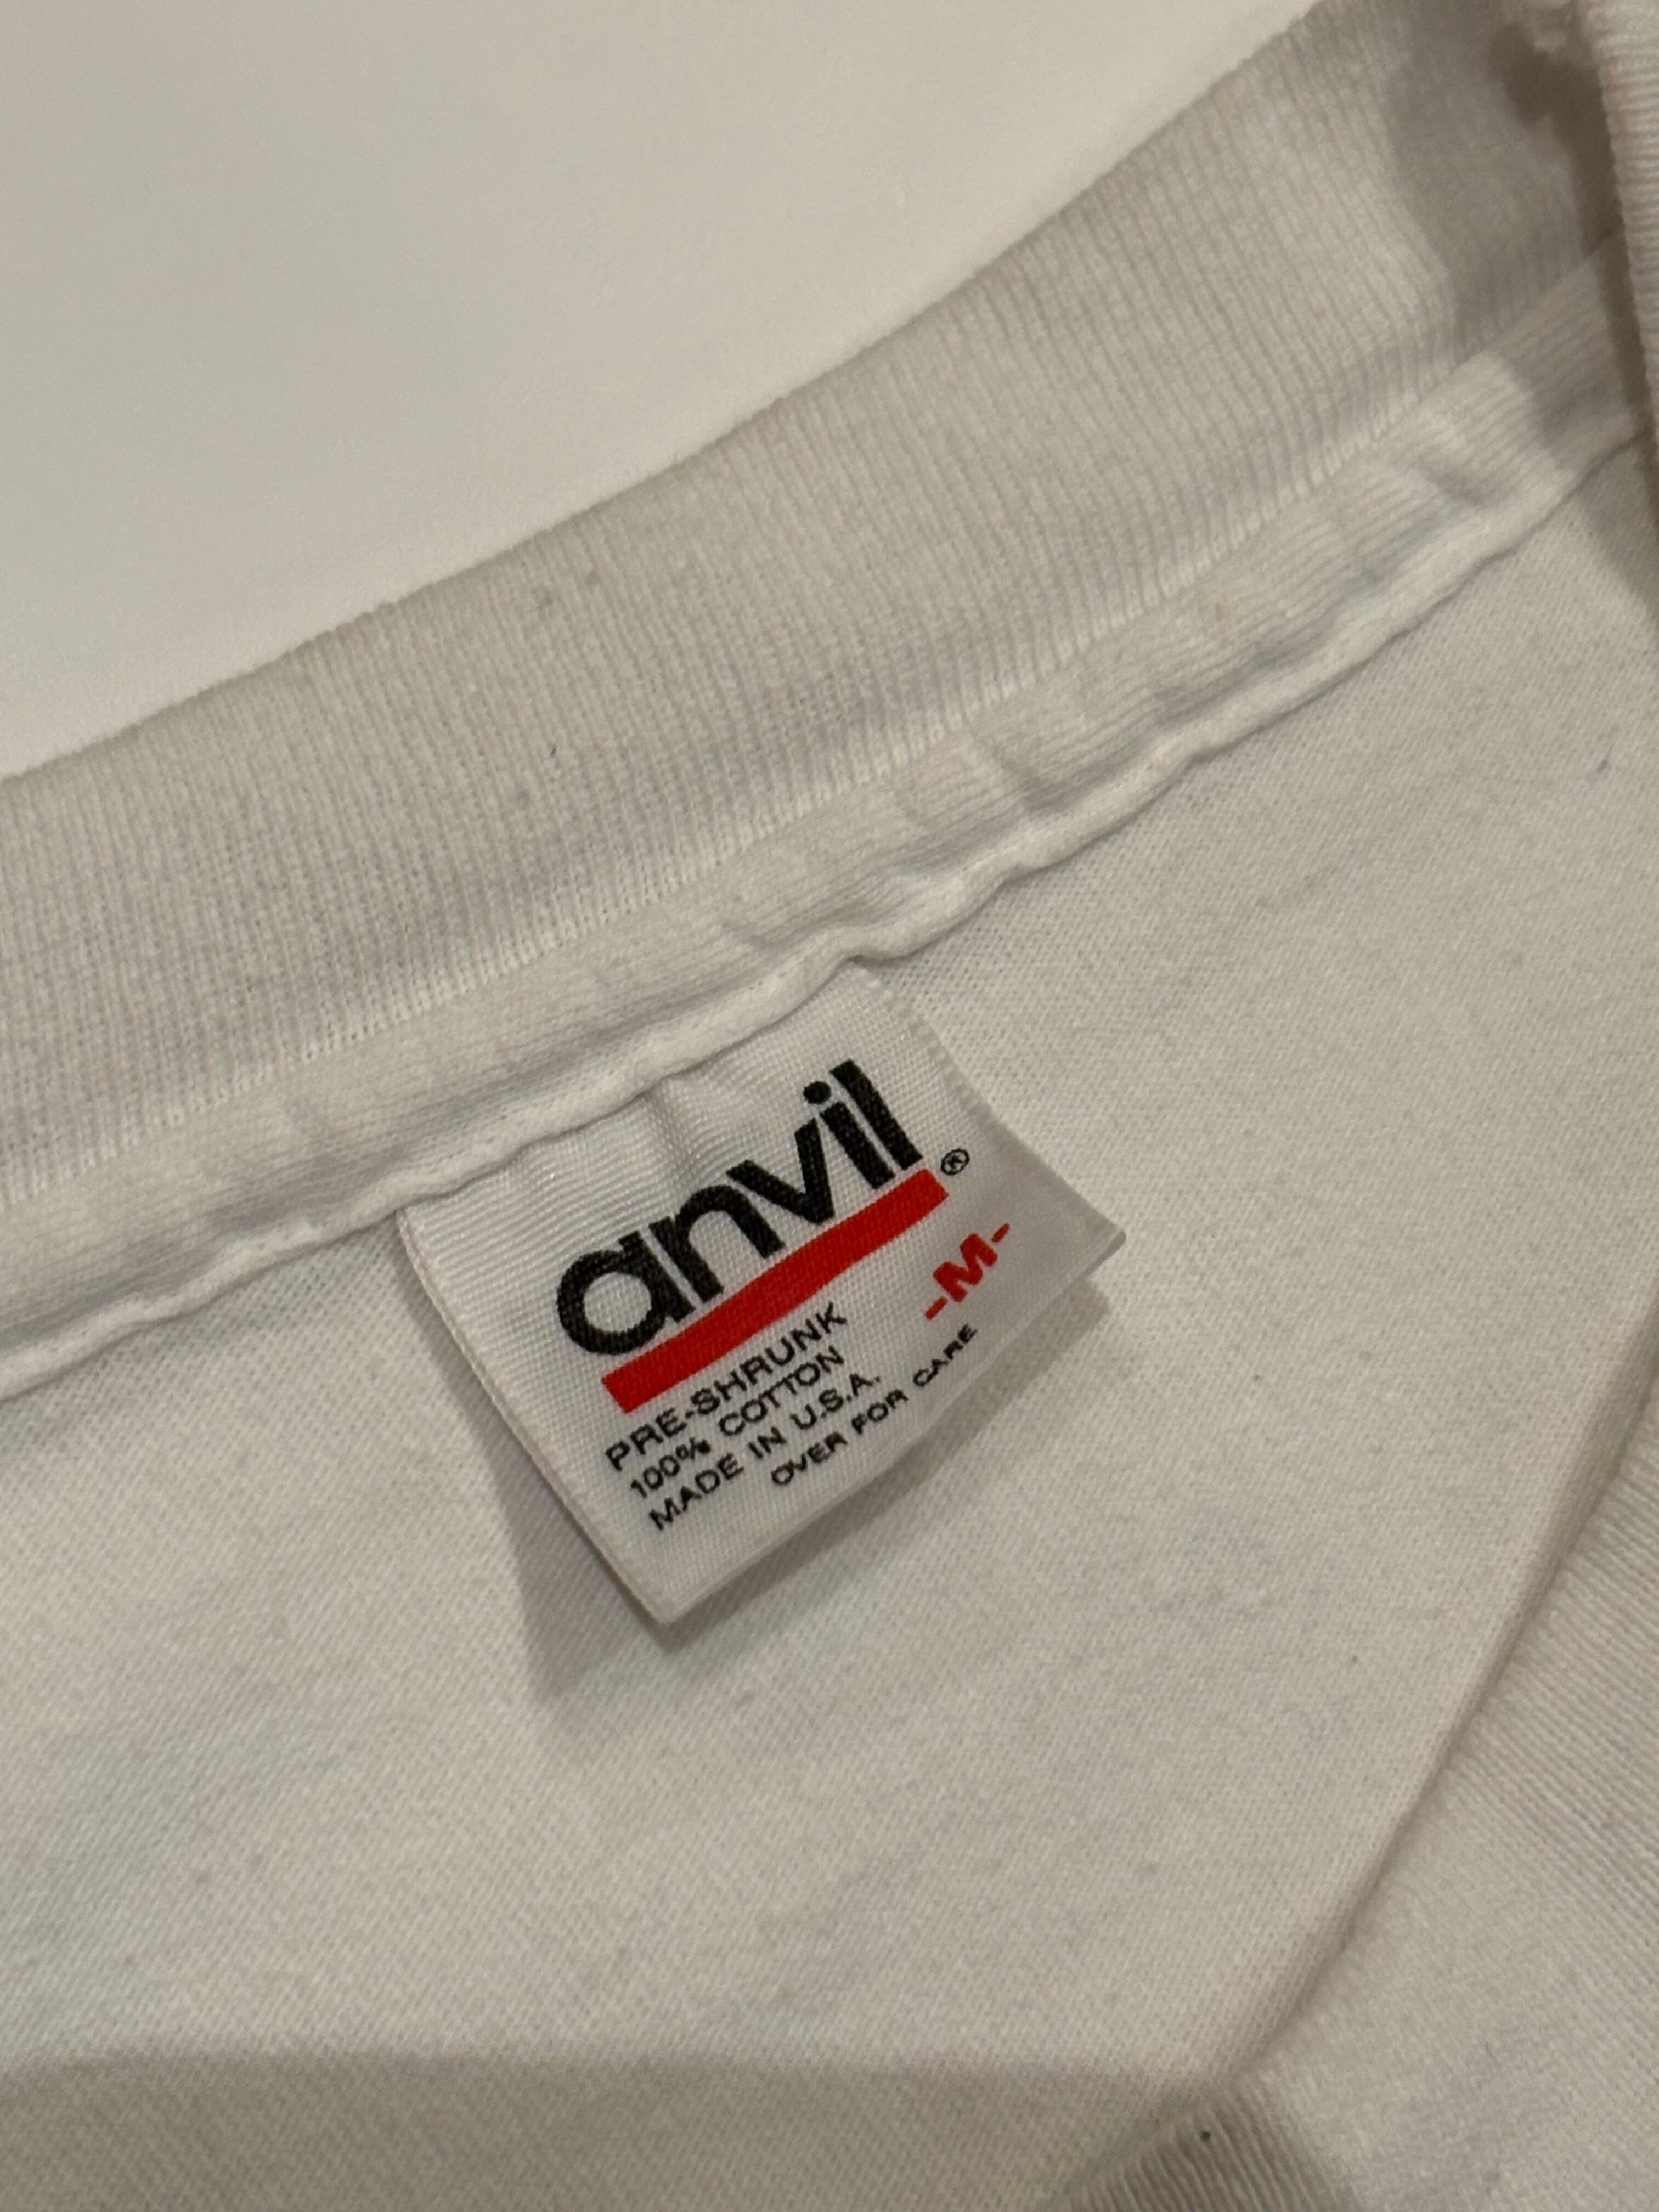 anvil®
-M-
PRE-SHRUNK
100% COTTON
MADE IN U.S.A.
OVER FOR CARE